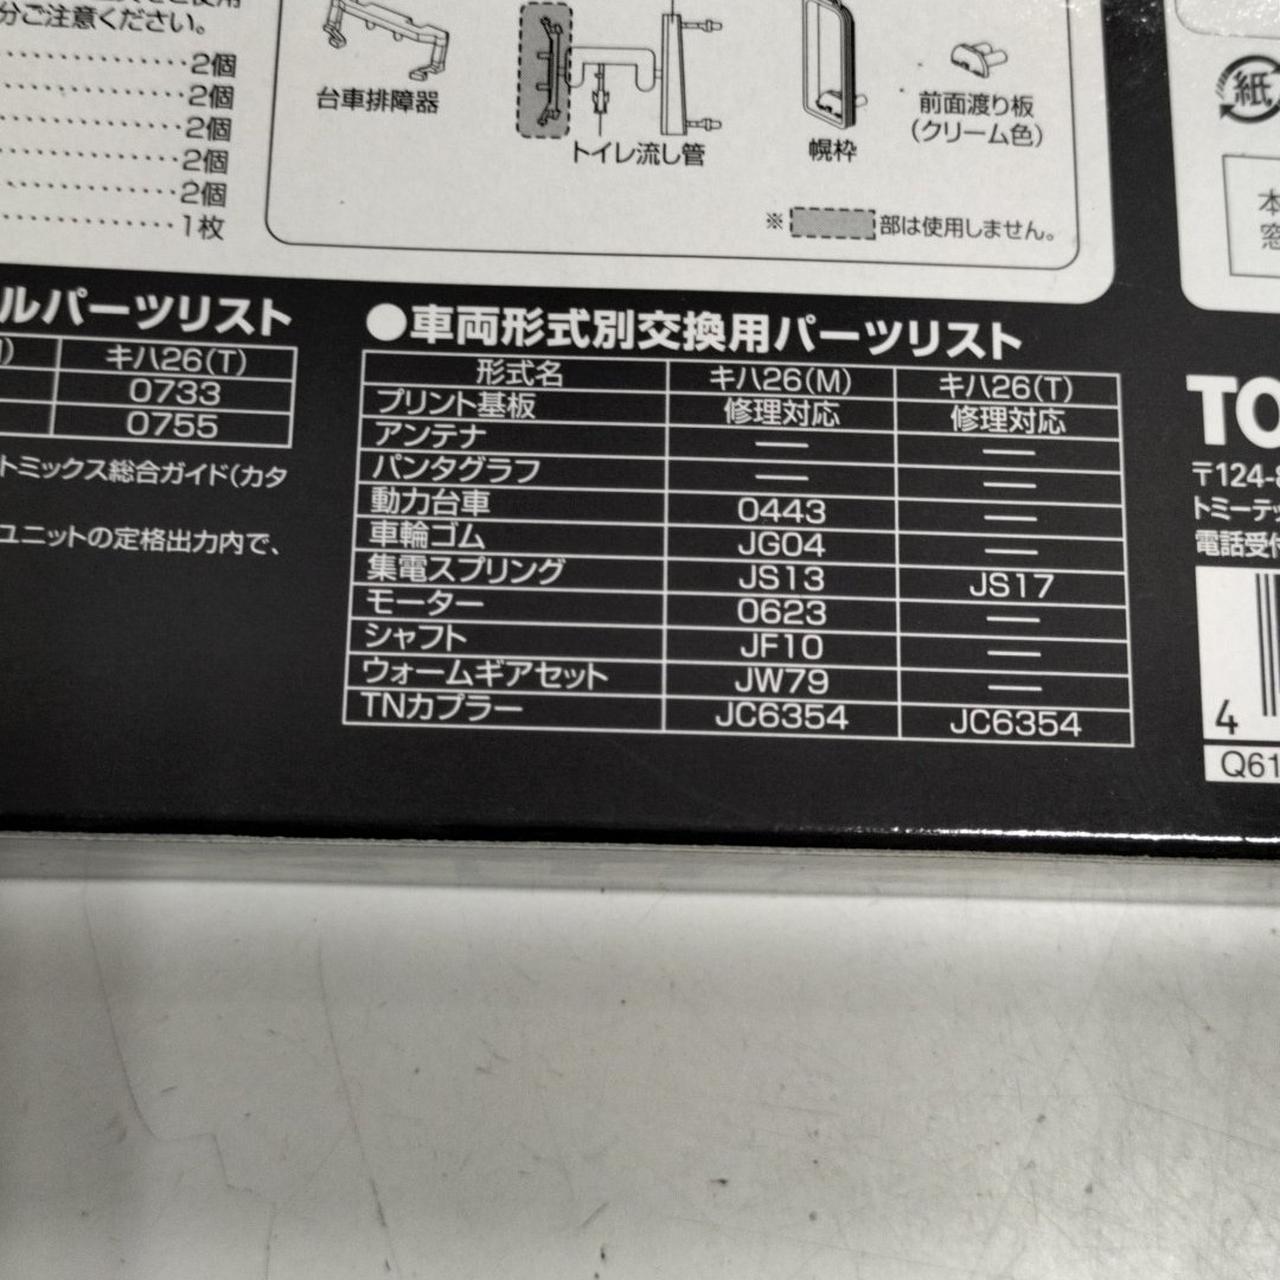 分ご注意ください。
2個
2個
2個
2個
2個
1枚
台車排障器
トイレ流し管
幌枠
前面渡り板
(クリーム色)
※ 部は使用しません。
紙
本
窓
ルパーツリスト
キハ26(T)
0733
0755
トミックス総合ガイド(カタ
ユニットの定格出力内で、
●車両形式別交換用パーツリスト
形式名 キハ26(M) キハ26(T)
プリント基板 修理対応 修理対応
アンテナ — —
パンタグラフ — —
動力台車 0443 —
車輪ゴム JG04 —
集電スプリング JS13 JS17
モーター 0623 —
シャフト JF10 —
ウォームギアセット JW79 —
TNカプラー JC6354 JC6354
TO
〒124-8
トミーテッ
電話受付
4
Q61